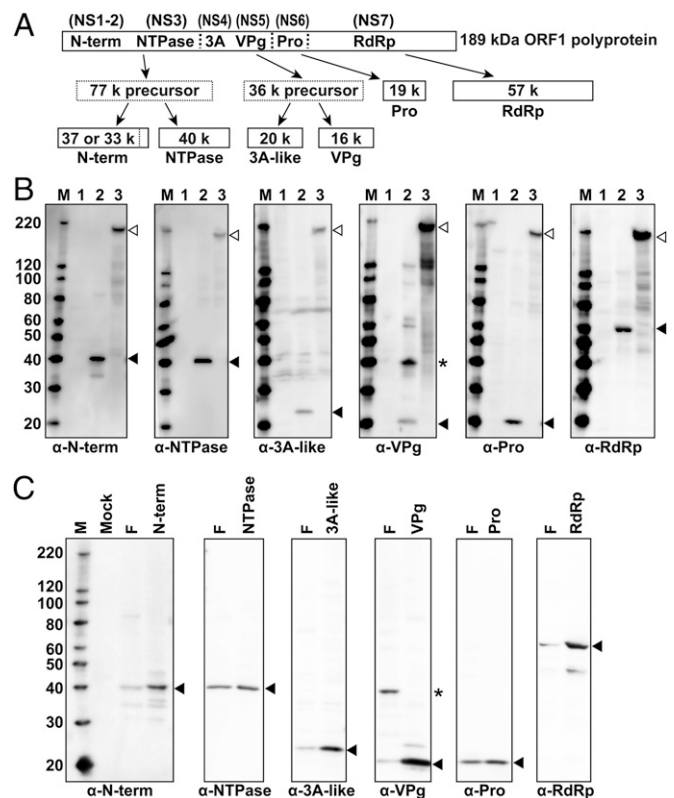 A
(NS1-2) (NS3) (NS4) (NS5) (NS6) (NS7)
N-term NTPase 3A VPg Pro RdRp 189 kDa ORF1 polyprotein
77 k precursor 36 k precursor 19 k 57 k
Pro RdRp
37 or 33 k 40 k 20 k 16 k
N-term NTPase 3A-like VPg
B
M 1 2 3 M 1 2 3 M 1 2 3 M 1 2 3 M 1 2 3 M 1 2 3
220
120
100
80
60
50
40 *
30
20
α-N-term α-NTPase α-3A-like α-VPg α-Pro α-RdRp
C
M Mock F N-term F NTPase F 3A-like F VPg F Pro F RdRp
220
120
100
80
60
50
40 *
30
20
α-N-term α-NTPase α-3A-like α-VPg α-Pro α-RdRp